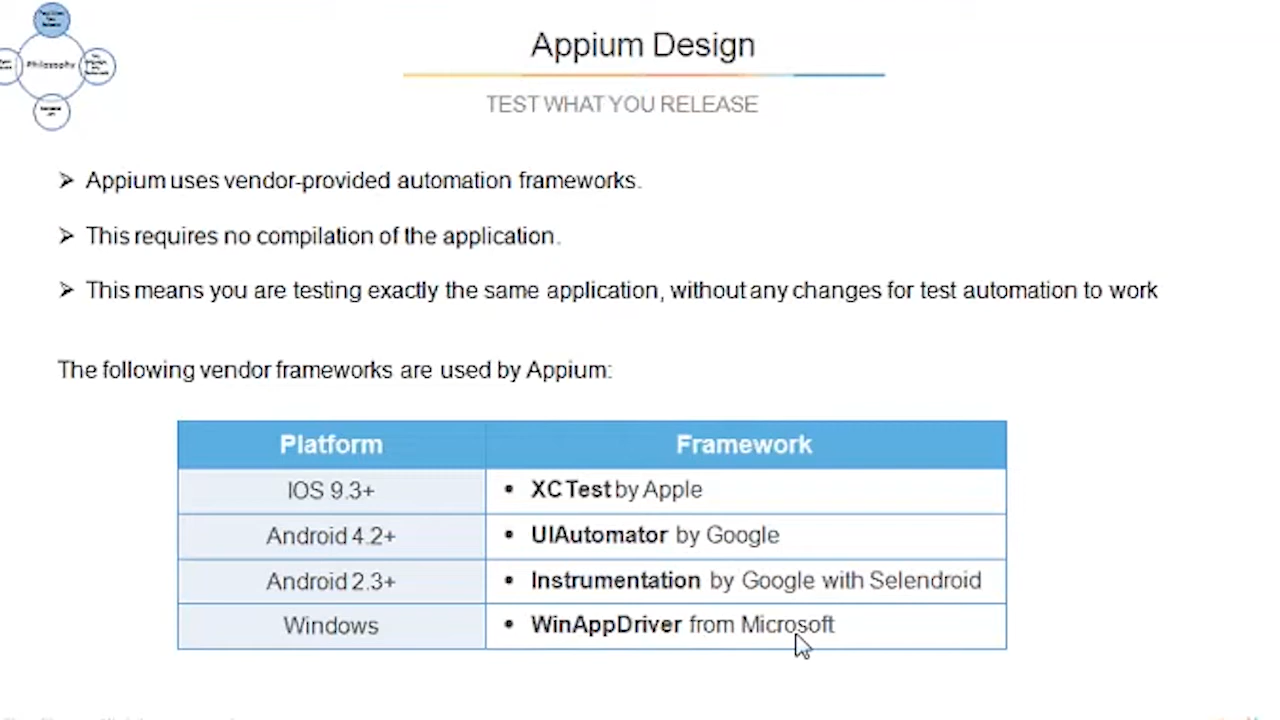 Philosophy
Appium Design
TEST WHAT YOU RELEASE
Appium uses vendor-provided automation frameworks.
This requires no compilation of the application.
This means you are testing exactly the same application, without any changes for test automation to work
The following vendor frameworks are used by Appium:
Platform Framework
IOS 9.3+ • XCTest by Apple
Android 4.2+ • UIAutomator by Google
Android 2.3+ • Instrumentation by Google with Selendroid
Windows • WinAppDriver from Microsoft